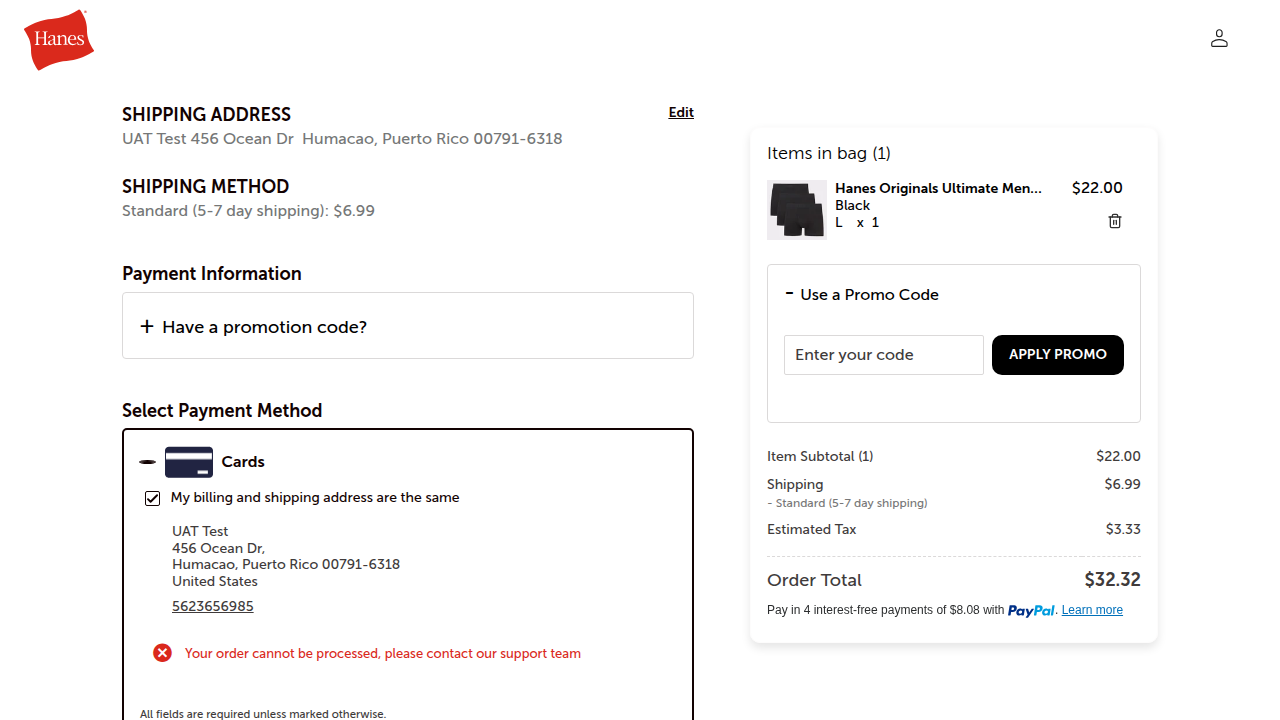 Hanes
SHIPPING ADDRESS
Edit
UAT Test 456 Ocean Dr  Humacao, Puerto Rico 00791-6318
SHIPPING METHOD
Standard (5-7 day shipping): $6.99
Payment Information
+ Have a promotion code?
Select Payment Method
Cards
My billing and shipping address are the same
UAT Test
456 Ocean Dr,
Humacao, Puerto Rico 00791-6318
United States
5623656985
Your order cannot be processed, please contact our support team
All fields are required unless marked otherwise.
Items in bag (1)
Hanes Originals Ultimate Men... $22.00
Black
L x 1
- Use a Promo Code
Enter your code
APPLY PROMO
Item Subtotal (1) $22.00
Shipping $6.99
- Standard (5-7 day shipping)
Estimated Tax $3.33
Order Total $32.32
Pay in 4 interest-free payments of $8.08 with PayPal. Learn more